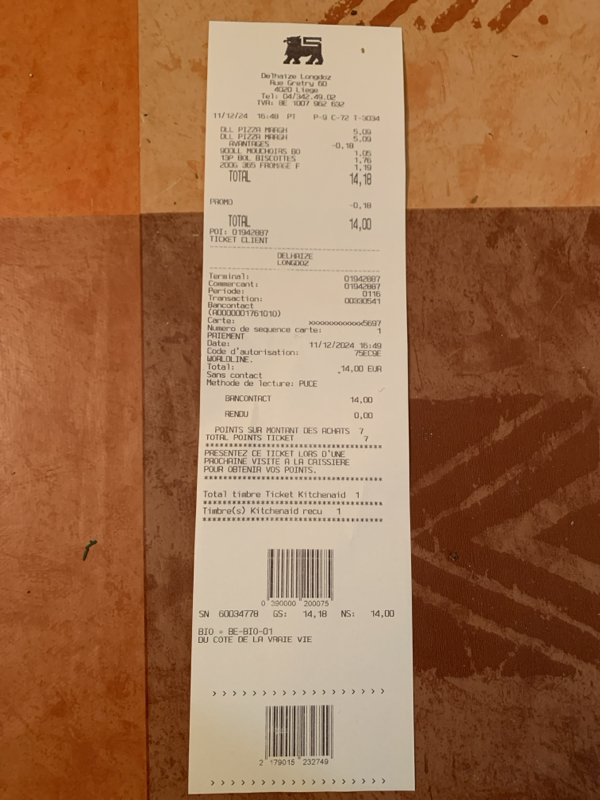 Delhaize Longdoz
Rue Gretry 60
4020 Liege
Tel: 04/342.49.02
TVA: BE 1007 962 632
11/12/24 16:48 PI P-9 C-72 T-3034
DLL PIZZA MARGH 5,09
DLL PIZZA MARGH 5,09
AVANTAGES -0,18
90DLL MOUCHOIRS BO 1,05
13P BOL BISCOTTES 1,76
200G 365 FROMAGE F 1,19
TOTAL 14,18
PROMO -0,18
TOTAL 14,00
POI: 01942887
TICKET CLIENT
DELHAIZE
LONGDOZ
Terminal: 01942887
Commercant: 01942887
Periode: 0116
Transaction: 00330541
Bancontact
(A0000001761010)
Carte: xxxxxxxxxxxxx5697
Numero de sequence carte: 1
PAIEMENT
Date: 11/12/2024 16:49
Code d'autorisation: 75EC9E
WORLDLINE.
Total: 14,00 EUR
Sans contact
Methode de lecture: PUCE
BANCONTACT 14,00
RENDU 0,00
POINTS SUR MONTANT DES ACHATS 7
TOTAL POINTS TICKET 7
PRESENTEZ CE TICKET LORS D'UNE
PROCHAINE VISITE A LA CAISSIERE
POUR OBTENIR VOS POINTS.
Total timbre Ticket Kitchenaid 1
Timbre(s) Kitchenaid recu 1
0 390000 200075
SN 60034778 GS: 14,18 NS: 14,00
BIO = BE-BIO-01
DU COTE DE LA VRAIE VIE
> > > > > > > > > > > > > > >
2 179015 232749
> > > > > > > > > > > > > > >